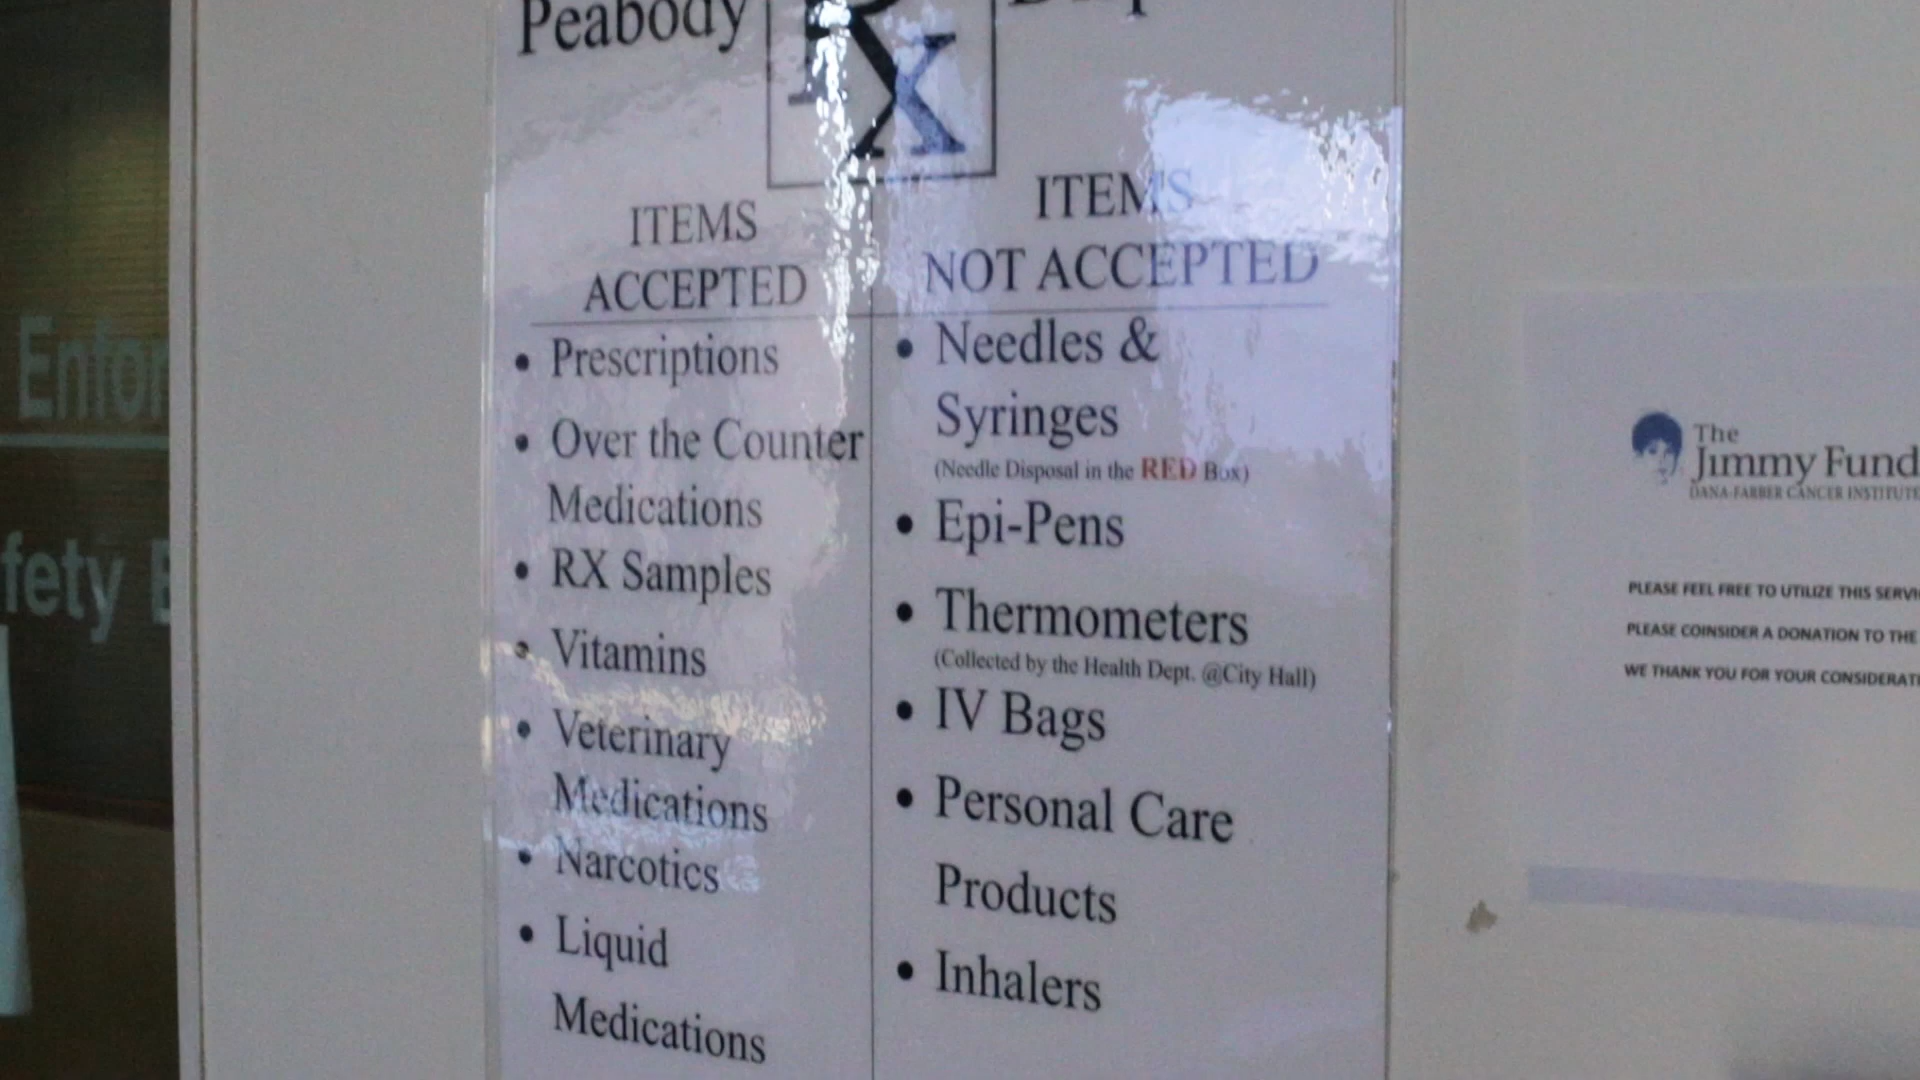 Peabody
Rx
ITEMS
ACCEPTED
• Prescriptions
• Over the Counter
Medications
• RX Samples
• Vitamins
• Veterinary
Medications
• Narcotics
• Liquid
Medications
ITEMS
NOT ACCEPTED
• Needles &
Syringes
(Needle Disposal in the RED Box)
• Epi-Pens
• Thermometers
(Collected by the Health Dept. @City Hall)
• IV Bags
• Personal Care
Products
• Inhalers
The
Jimmy Fund
DANA-FARBER CANCER INSTITUTE
PLEASE FEEL FREE TO UTILIZE THIS
PLEASE COINSIDER A DONATION TO THE
WE THANK YOU FOR YOUR